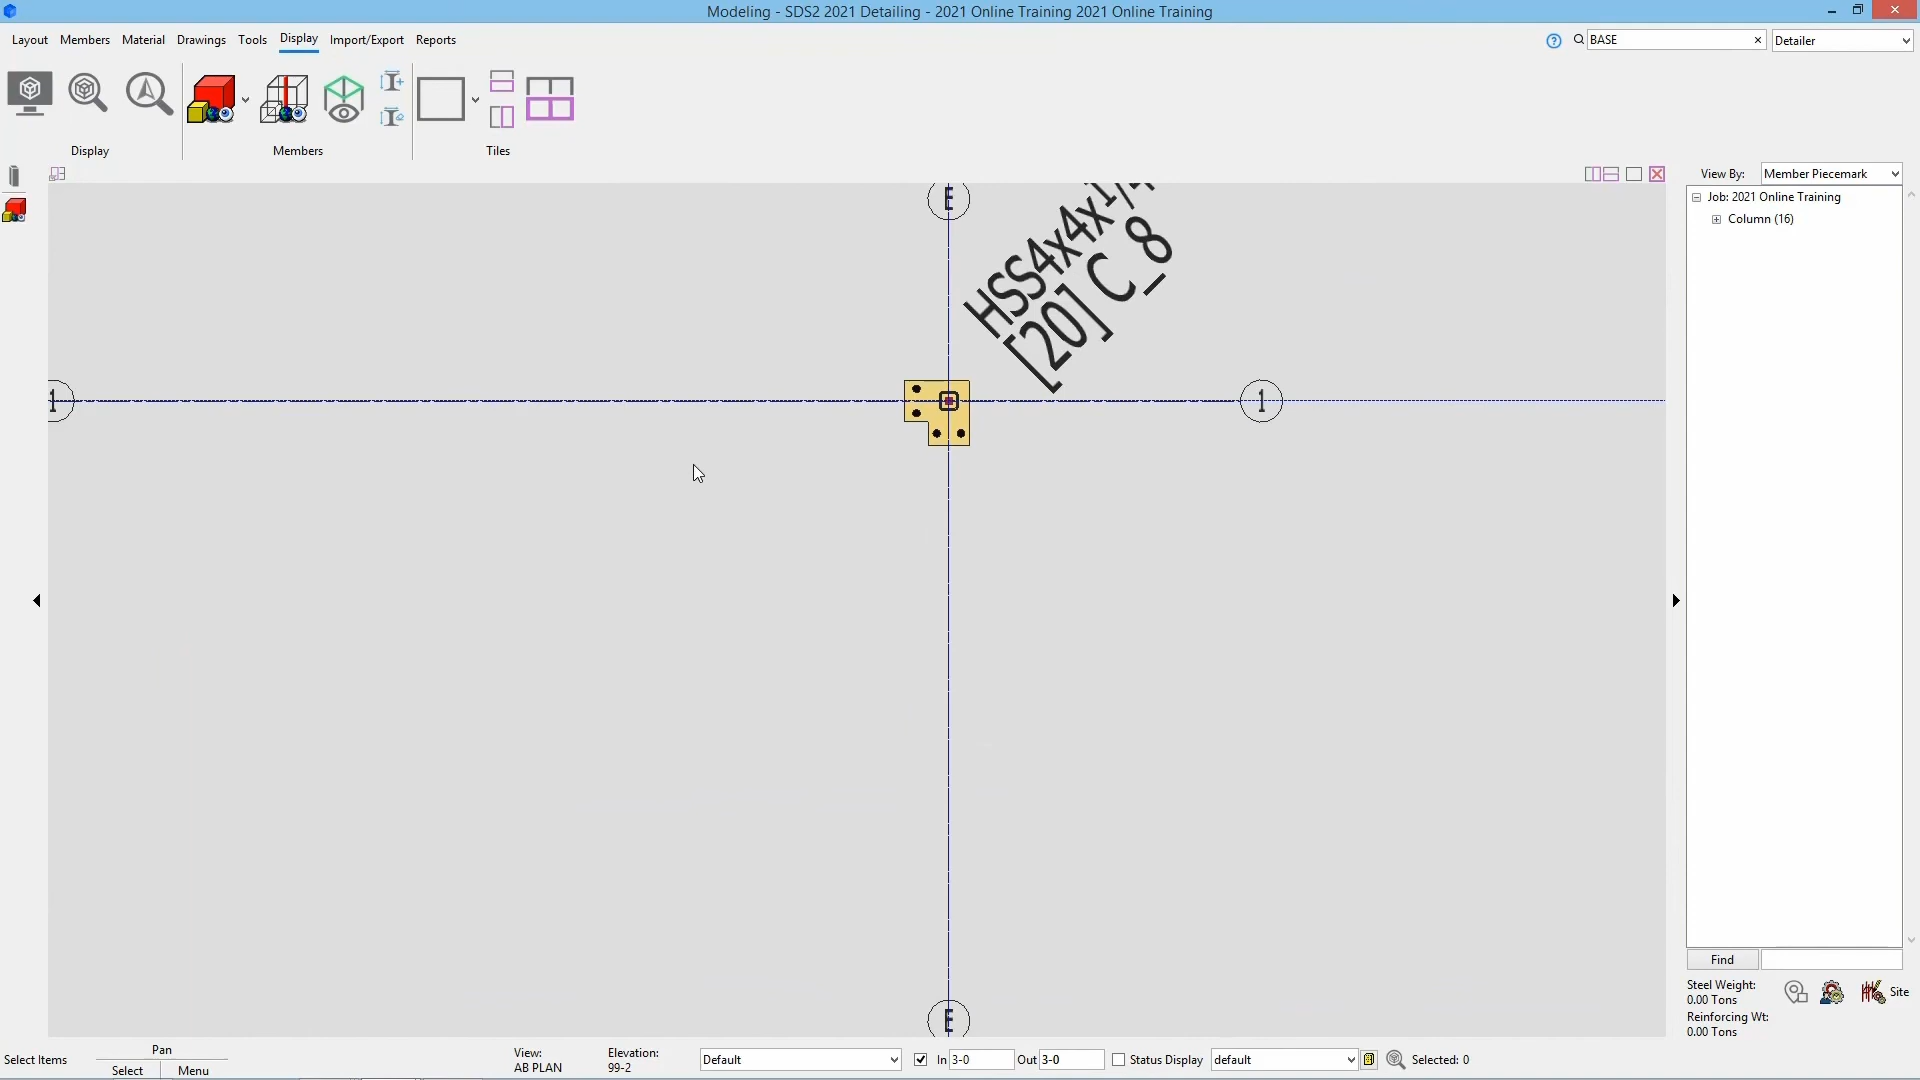 Modeling - SDS2 2021 Detailing - 2021 Online Training 2021 Online Training
Layout Members Material Drawings Tools Display Import/Export Reports
BASE
Detailer
Display
Members
Tiles
View By: Member Piecemark
Job: 2021 Online Training
Column (16)
E
HSS4x4x1/4
[20] C_8
1
1
E
Find
Steel Weight:
0.00 Tons
Site
Reinforcing Wt:
0.00 Tons
Select Items
Pan
Select
Menu
View:
AB PLAN
Elevation:
99-2
Default
In 3-0
Out 3-0
Status Display
default
Selected: 0